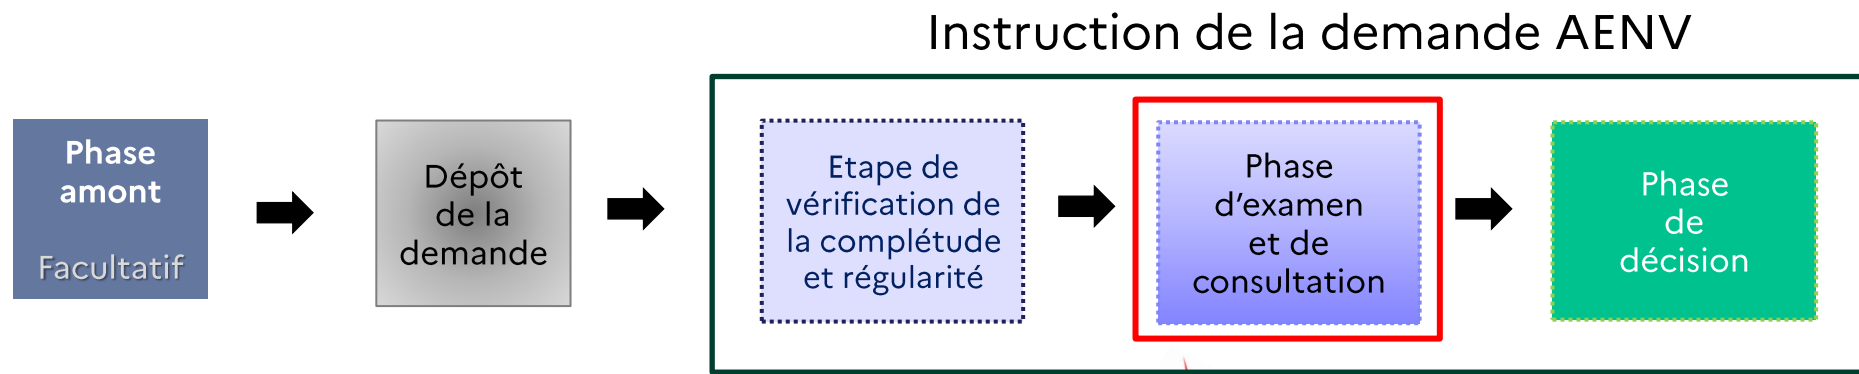 Instruction de la demande AENV
Phase
amont
Facultatif
Dépôt
de la
demande
Etape de
vérification de
la complétude
et régularité
Phase
d’examen
et de
consultation
Phase
de
décision